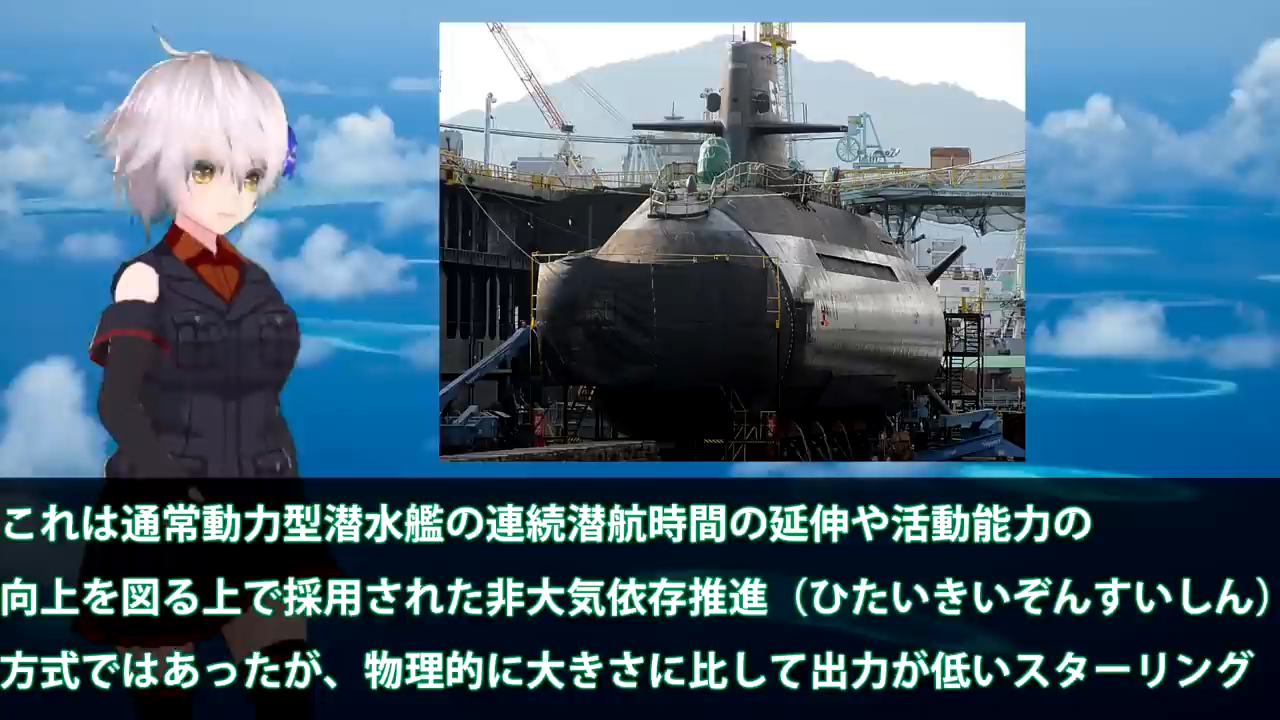 これは通常動力型潜水艦の連続潜航時間の延伸や活動能力の
向上を図る上で採用された非大気依存推進（ひたいきいぞんすいしん）
方式ではあったが、物理的に大きさに比して出力が低いスターリング